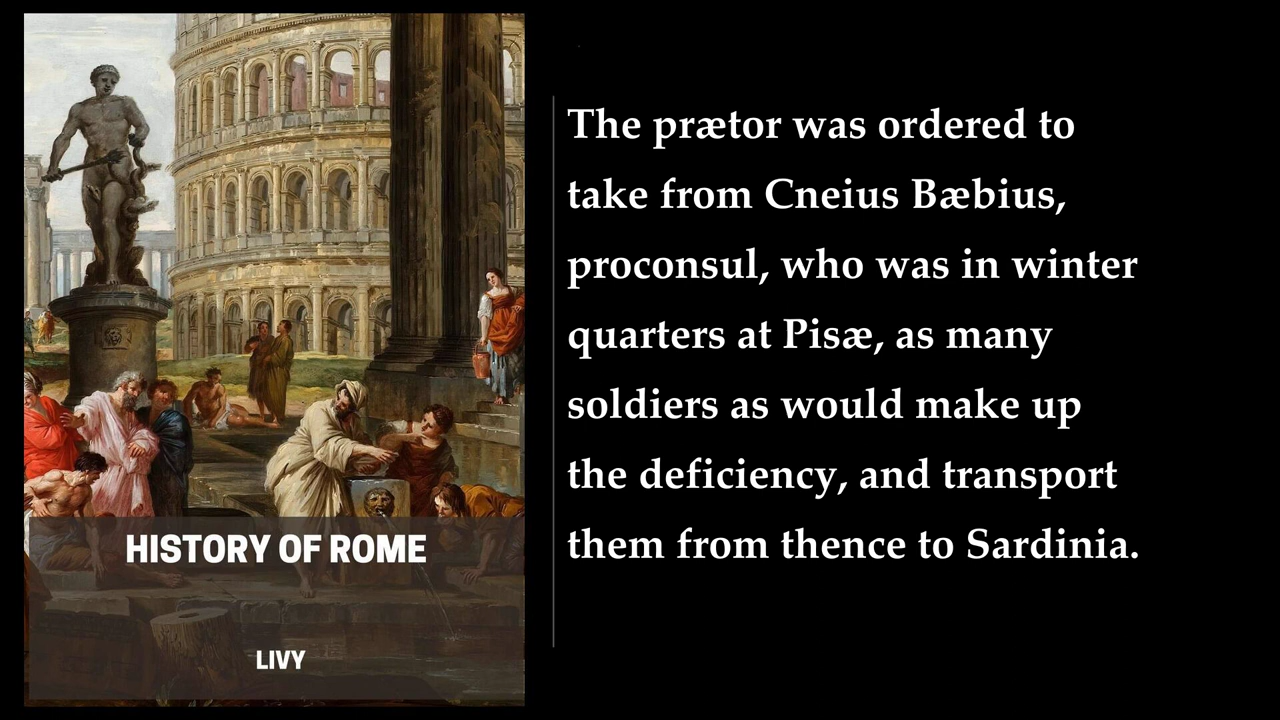 HISTORY OF ROME
LIVY
The prætor was ordered to
take from Cneius Bæbius,
proconsul, who was in winter
quarters at Pisæ, as many
soldiers as would make up
the deficiency, and transport
them from thence to Sardinia.